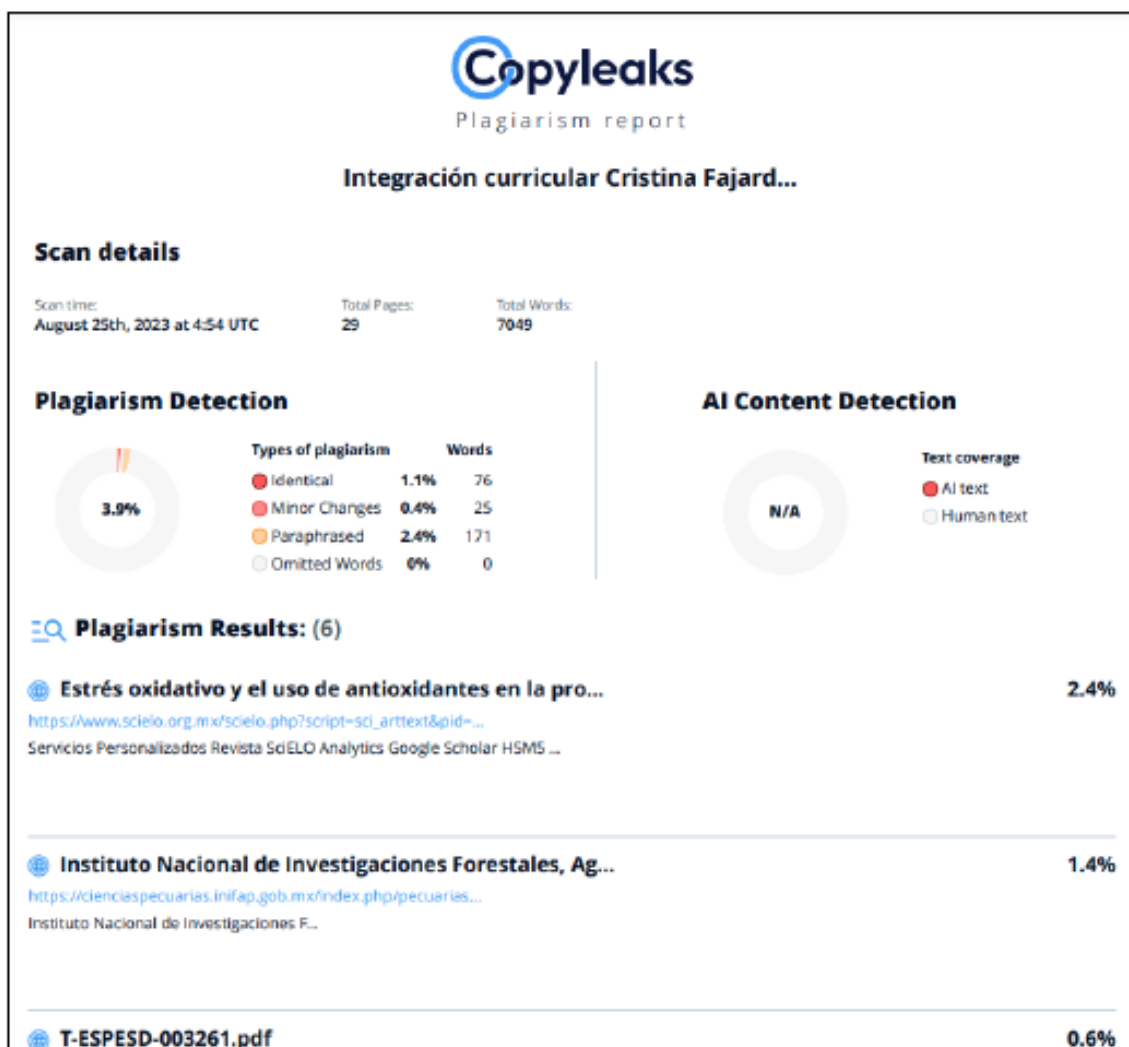 Copyleaks
Plagiarism report
Integración curricular Cristina Fajard...
Scan details
Scan time: Total Pages: Total Words:
August 25th, 2023 at 4:54 UTC 29 7049
Plagiarism Detection AI Content Detection
Types of plagiarism Words
Identical 1.1% 76
Minor Changes 0.4% 25
Paraphrased 2.4% 171
Omitted Words 0% 0
3.9%
Text coverage
AI text
Human text
N/A
Plagiarism Results: (6)
Estrés oxidativo y el uso de antioxidantes en la pro... 2.4%
https://www.scielo.org.mx/scielo.php?script=sci_arttext&pid=...
Servicios Personalizados Revista SciELO Analytics Google Scholar H5M5 ...
Instituto Nacional de Investigaciones Forestales, Ag... 1.4%
https://cienciaspecuarias.inifap.gob.mx/index.php/pecuarias...
Instituto Nacional de Investigaciones F...
T-ESPESD-003261.pdf 0.6%